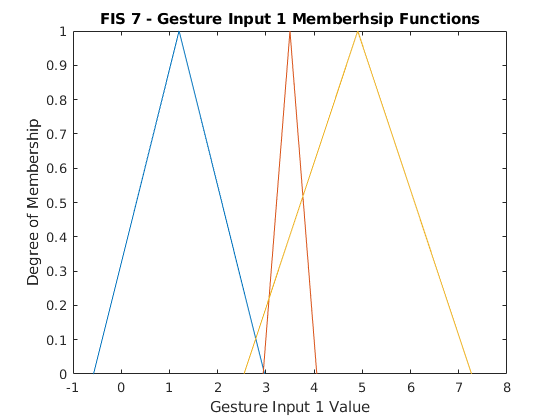 FIS 7 - Gesture Input 1 Memberhsip Functions
1
0.9
0.8
0.7
0.6
0.5
0.4
0.3
0.2
0.1
0
Degree of Membership
-1 0 1 2 3 4 5 6 7 8
Gesture Input 1 Value